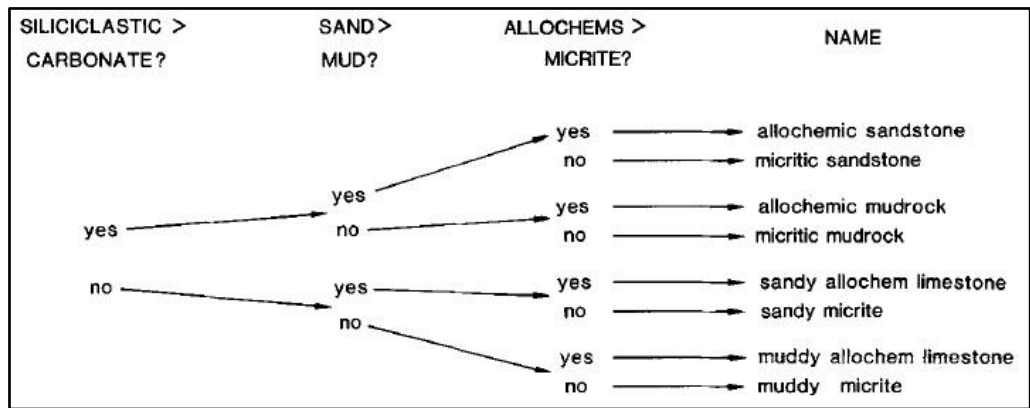 SILICICLASTIC > SAND > ALLOCHEMS > NAME
CARBONATE? MUD? MICRITE?
yes allochemic sandstone
no micritic sandstone
yes
no
yes allochemic mudrock
no micritic mudrock
yes
no
yes
no
yes sandy allochem limestone
no sandy micrite
yes muddy allochem limestone
no muddy micrite